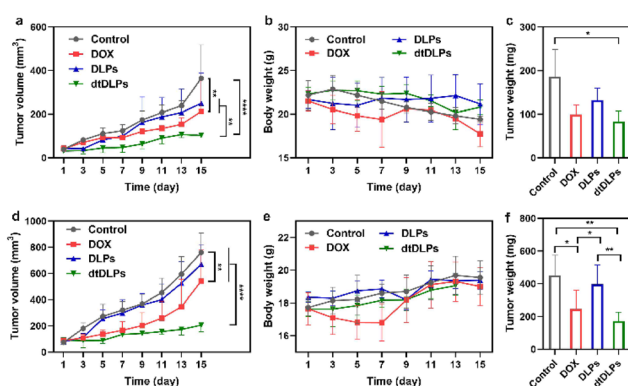 a
Tumor volume (mm³)
600
400
200
0
Control
DOX
DLPs
dtDLPs
**
**
****
1 3 5 7 9 11 13 15
Time (day)
b
Body weight (g)
25
20
15
Control
DOX
DLPs
dtDLPs
1 3 5 7 9 11 13 15
Time (day)
c
Tumor weight (mg)
300
200
100
0
*
Control
DOX
DLPs
dtDLPs
d
Tumor volume (mm³)
1000
800
600
400
200
0
Control
DOX
DLPs
dtDLPs
**
****
1 3 5 7 9 11 13 15
Time (day)
e
Body weight (g)
22
20
18
16
Control
DOX
DLPs
dtDLPs
1 3 5 7 9 11 13 15
Time (day)
f
Tumor weight (mg)
800
600
400
200
0
**
*
*
**
Control
DOX
DLPs
dtDLPs